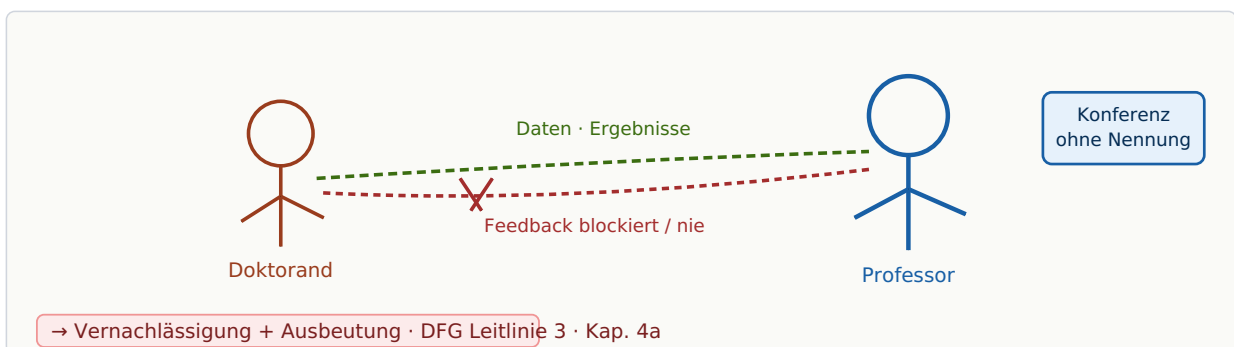 Konferenz
ohne Nennung
Daten · Ergebnisse
Feedback blockiert / nie
Doktorand
Professor
→ Vernachlässigung + Ausbeutung · DFG Leitlinie 3 · Kap. 4a